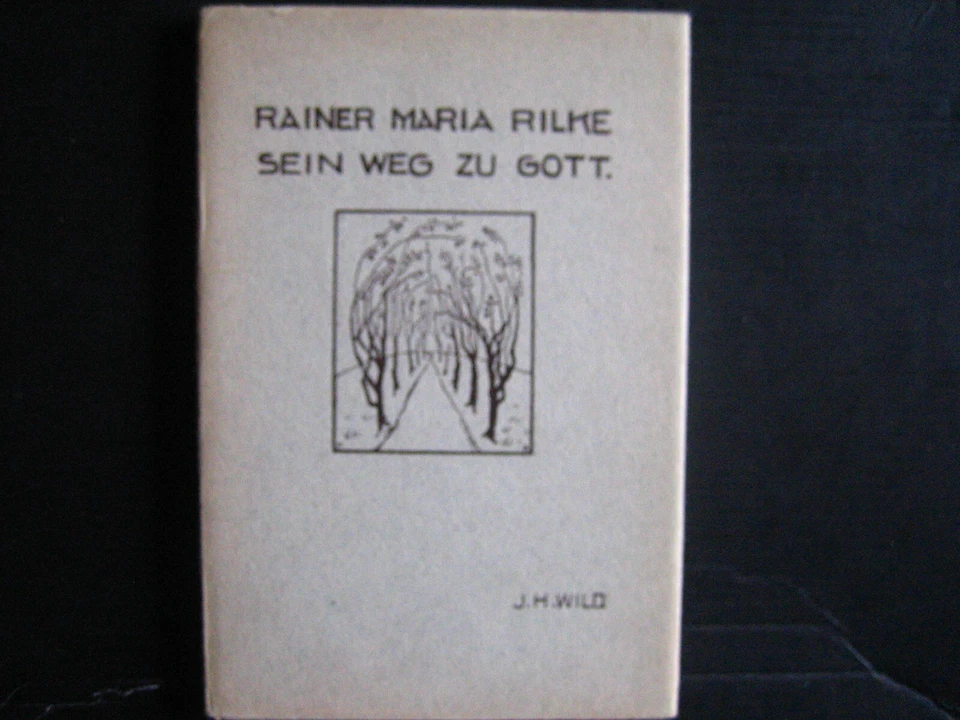 RAINER MARIA RILKE
SEIN WEG ZU GOTT.
J.H.WILD